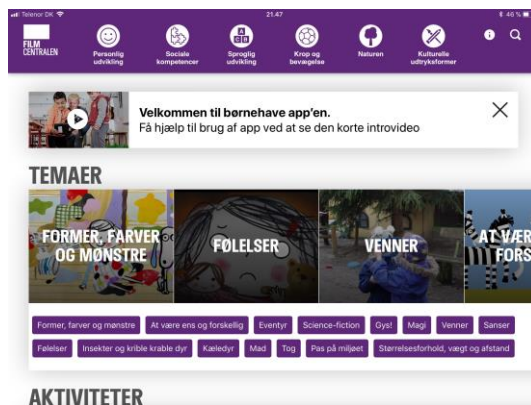 Telenor DK
21.47
46 %
FILM
CENTRALEN
Personlig
udvikling
Sociale
kompetencer
Sproglig
udvikling
Krop og
bevægelse
Naturen
Kulturelle
udtryksformer
Velkommen til børnehave app'en.
Få hjælp til brug af app ved at se den korte introvideo
TEMAER
FORMER, FARVER
OG MØNSTRE
FØLELSER
VENNER
AT VÆR
FORS
Former, farver og mønstre At være ens og forskellig Eventyr Science-fiction Gys! Magi Venner Sanser
Følelser Insekter og krible krable dyr Kæledyr Mad Tog Pas på miljøet Størrelsesforhold, vægt og afstand
AKTIVITETER